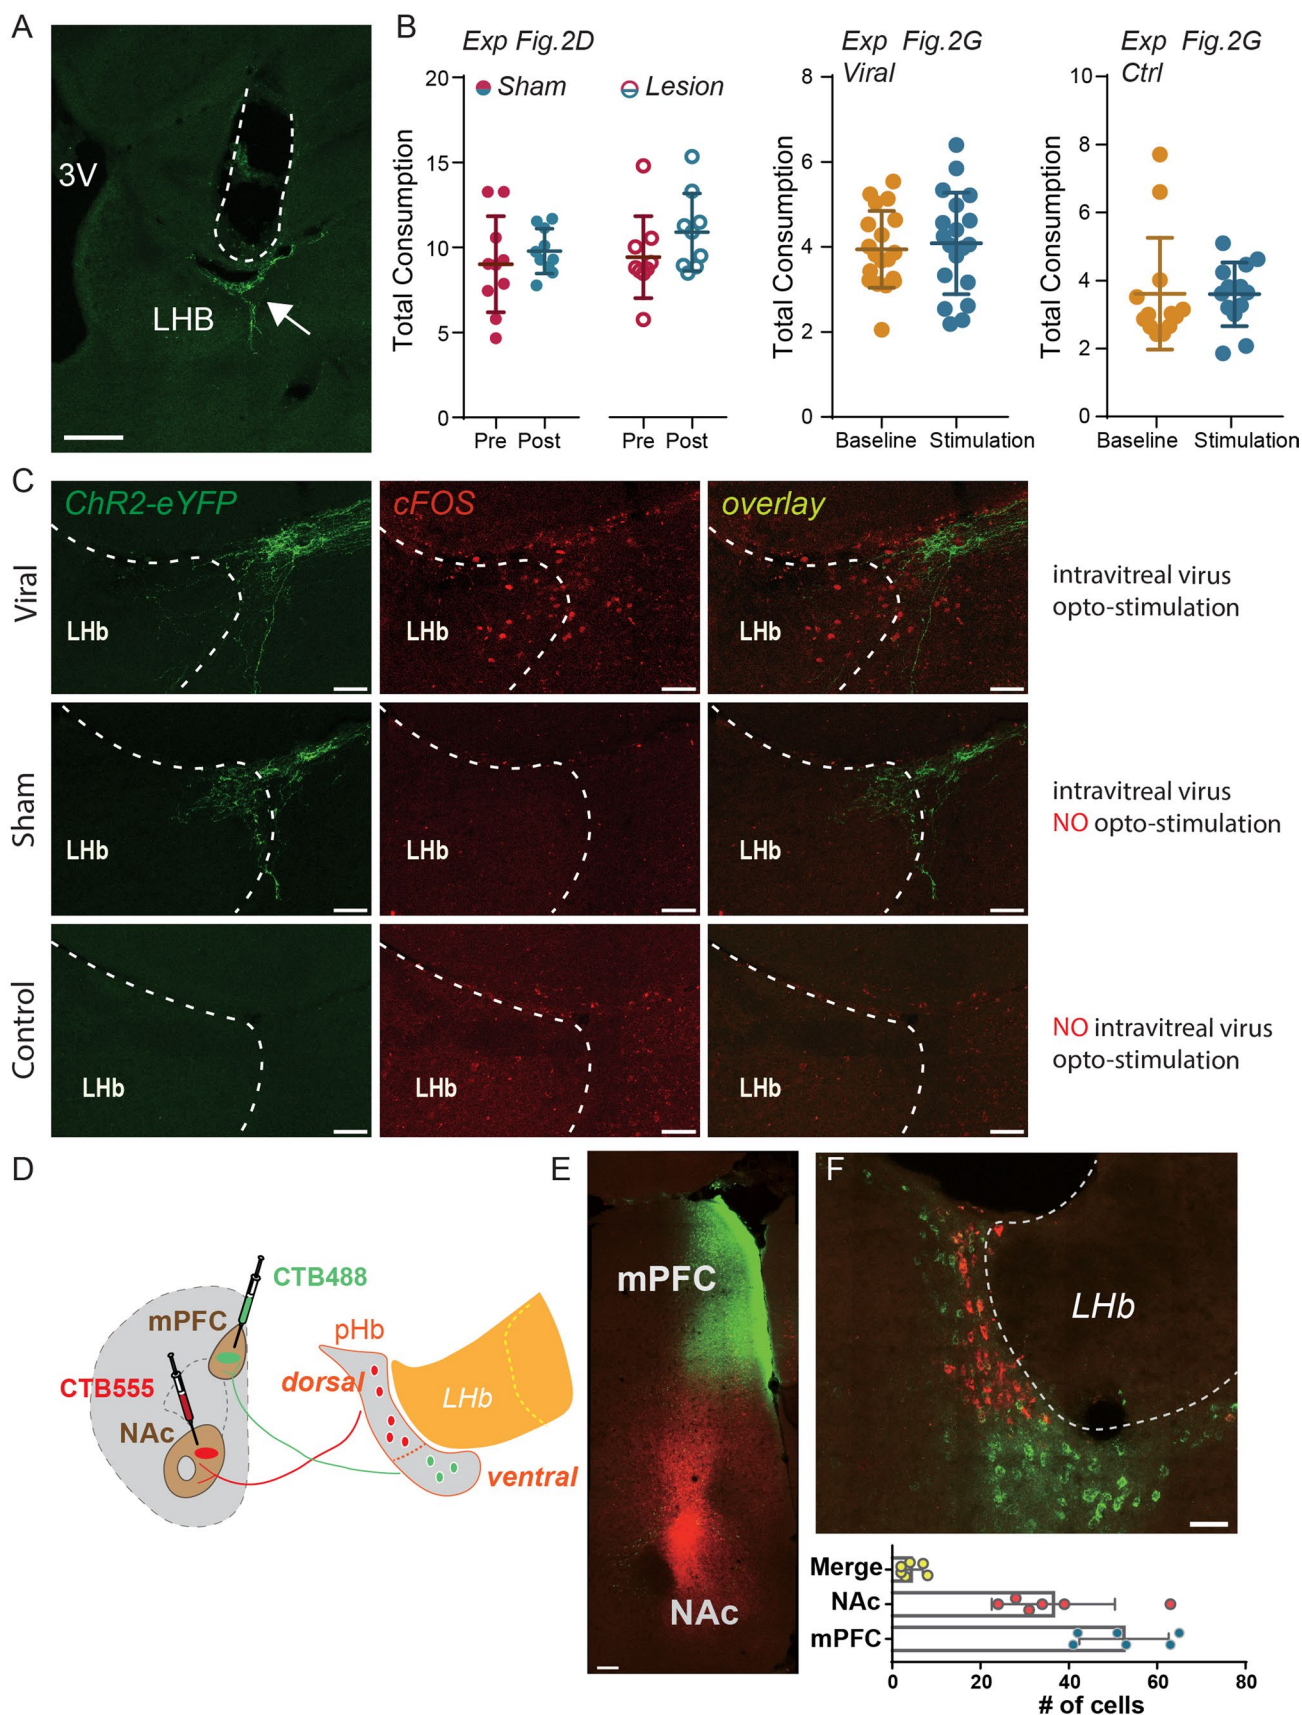 A
3V
LHB
B
Exp Fig.2D
Sham
Lesion
Total Consumption
20
15
10
5
0
Pre Post
Pre Post
Exp Fig.2G
Viral
Total Consumption
8
6
4
2
0
Baseline Stimulation
Exp Fig.2G
Ctrl
Total Consumption
10
8
6
4
2
0
Baseline Stimulation
C
ChR2-eYFP
cFOS
overlay
Viral
LHb
LHb
LHb
intravitreal virus
opto-stimulation
Sham
LHb
LHb
LHb
intravitreal virus
NO opto-stimulation
Control
LHb
LHb
LHb
NO intravitreal virus
opto-stimulation
D
CTB488
mPFC
CTB555
NAc
pHb
dorsal
LHb
ventral
E
mPFC
NAc
F
LHb
Merge
NAc
mPFC
0 20 40 60 80
# of cells